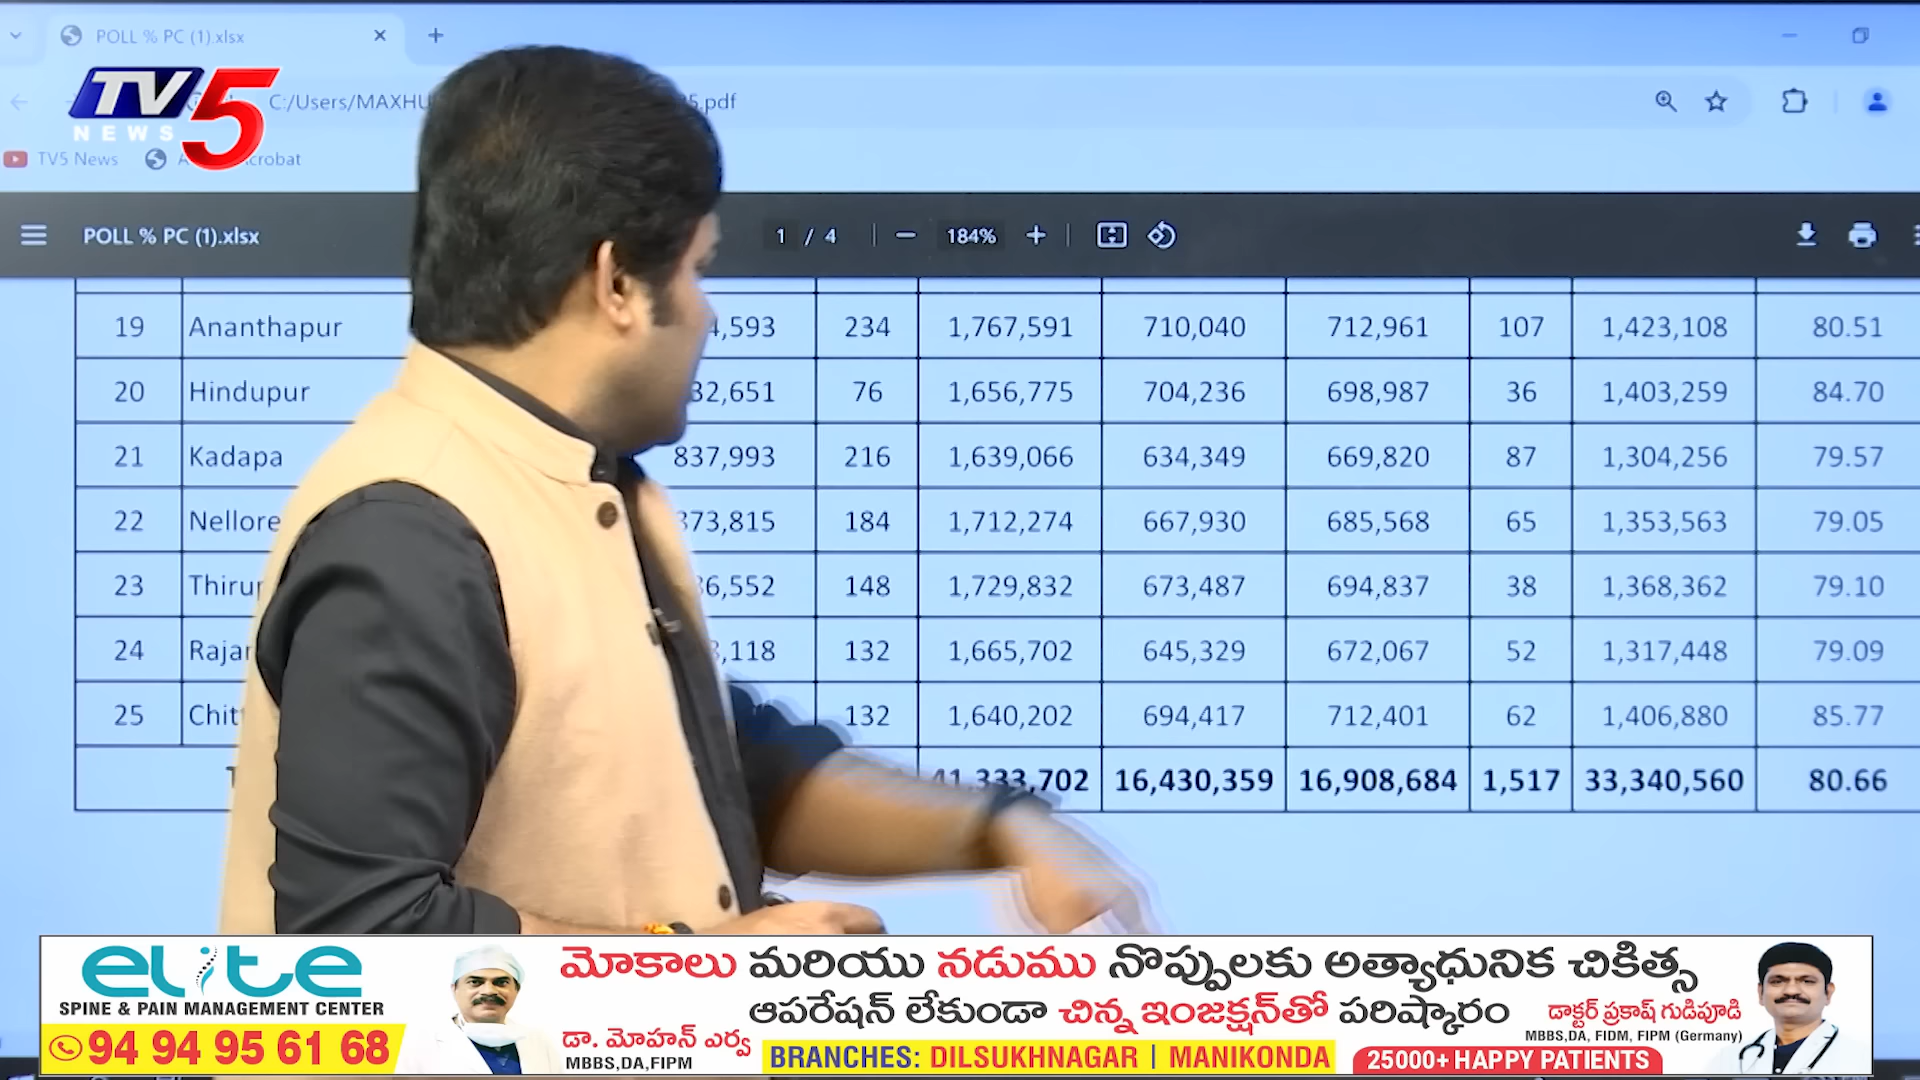 POLL % PC (1).xlsx
TV5
NEWS
C:/Users/MAXHU
.pdf
TV5 News
POLL % PC (1).xlsx
1 / 4
184%
19 Ananthapur 4,593 234 1,767,591 710,040 712,961 107 1,423,108 80.51
20 Hindupur 32,651 76 1,656,775 704,236 698,987 36 1,403,259 84.70
21 Kadapa 837,993 216 1,639,066 634,349 669,820 87 1,304,256 79.57
22 Nellore 873,815 184 1,712,274 667,930 685,568 65 1,353,563 79.05
23 148 1,729,832 673,487 694,837 38 1,368,362 79.10
24 132 1,665,702 645,329 672,067 52 1,317,448 79.09
25 132 1,640,202 694,417 712,401 62 1,406,880 85.77
41,333,702 16,430,359 16,908,684 1,517 33,340,560 80.66
elite
SPINE & PAIN MANAGEMENT CENTER
94 94 95 61 68
మోకాలు మరియు నడుము నొప్పులకు అత్యాధునిక చికిత్స
ఆపరేషన్ లేకుండా చిన్న ఇంజక్షన్‌తో పరిష్కారం
డా. మోహన్ ఎర్వ
MBBS,DA,FIPM
BRANCHES: DILSUKHNAGAR | MANIKONDA
డాక్టర్ ప్రకాష్ గుడిపూడి
MBBS,DA, FIDM, FIPM (Germany)
25000+ HAPPY PATIENTS